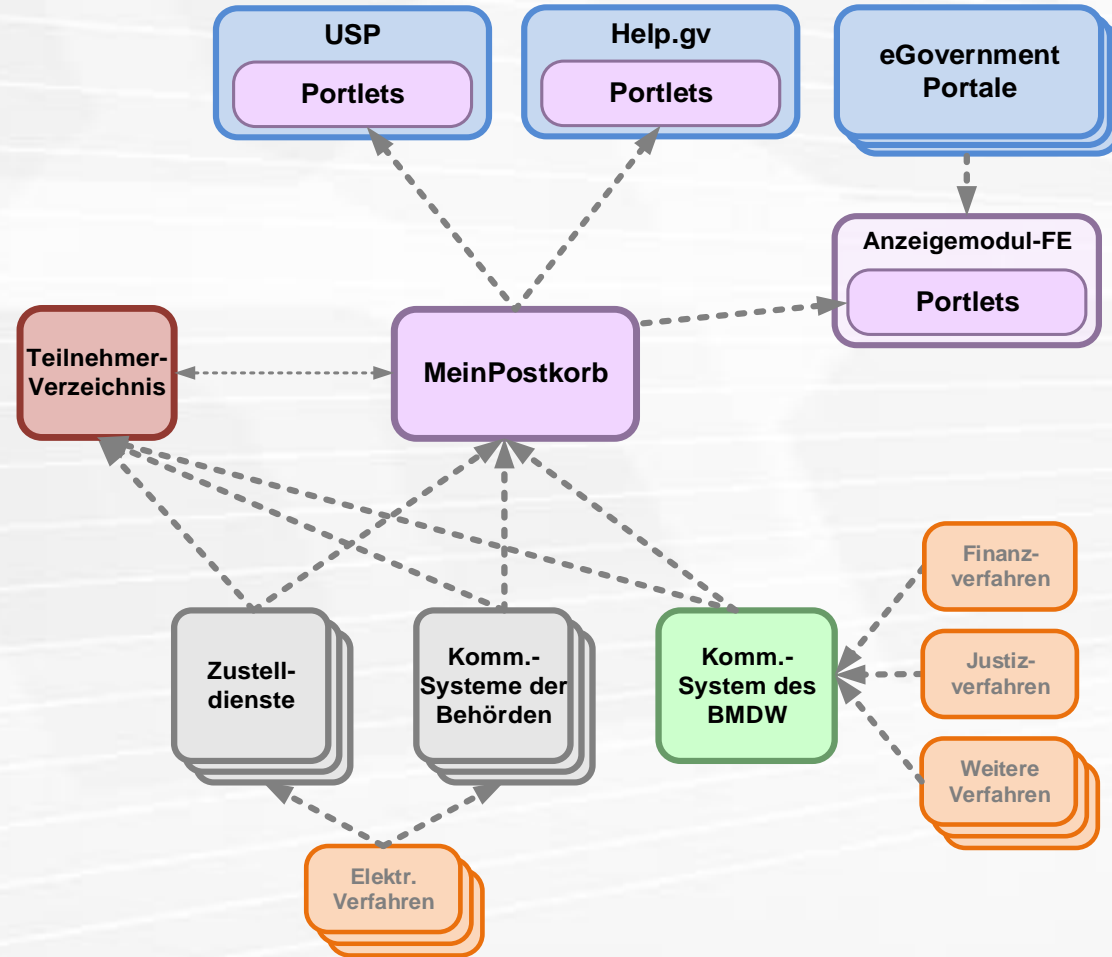 USP
Portlets
Help.gv
Portlets
eGovernment
Portale
Anzeigemodul-FE
Portlets
Teilnehmer-
Verzeichnis
MeinPostkorb
Zustell-
dienste
Komm.-
Systeme der
Behörden
Komm.-
System des
BMDW
Finanz-
verfahren
Justiz-
verfahren
Weitere
Verfahren
Elektr.
Verfahren